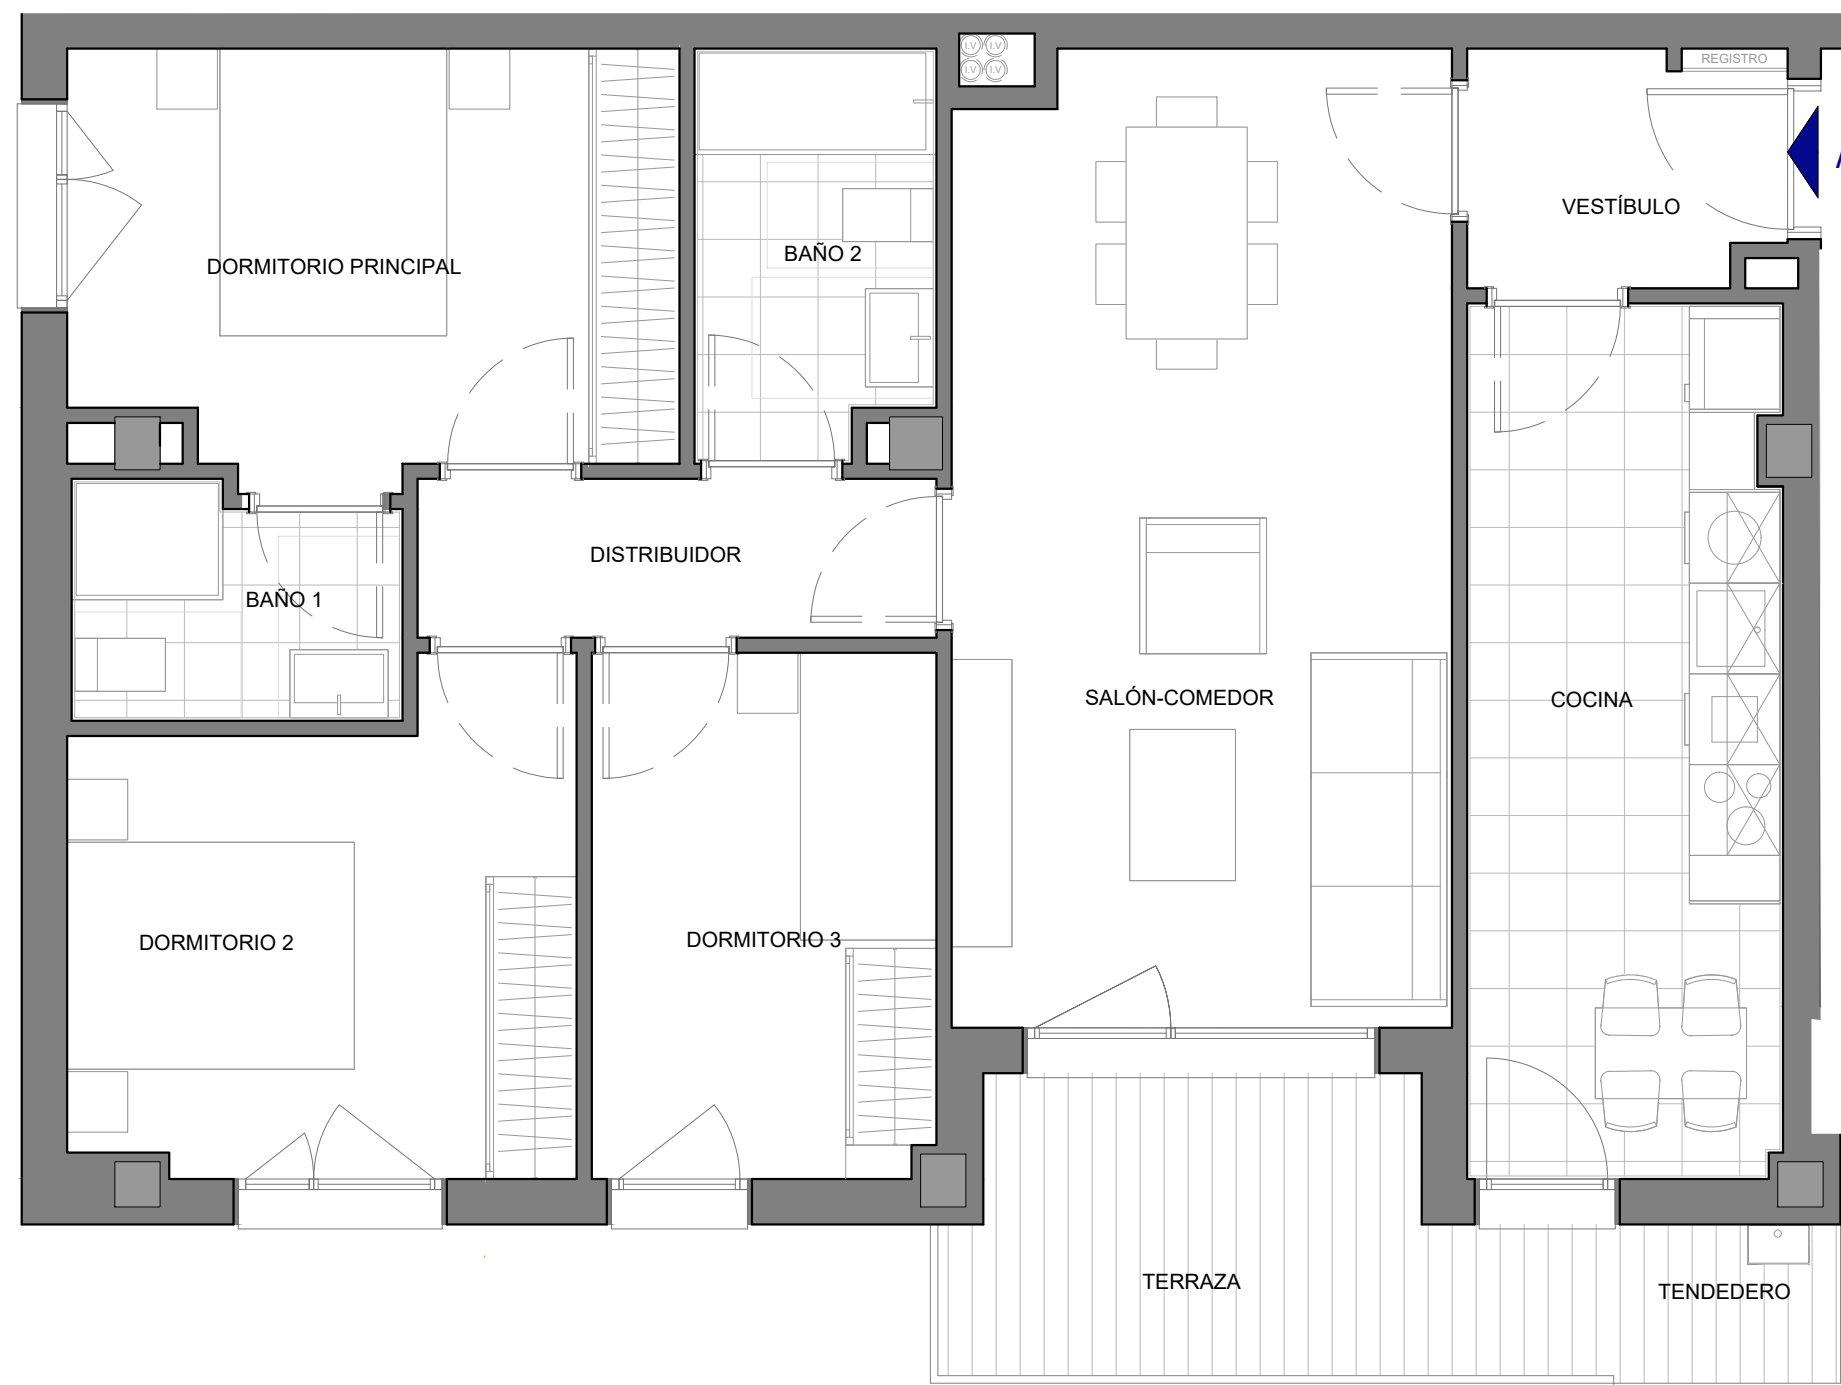 I.V I.V
I.V I.V
REGISTRO
VESTÍBULO
BAÑO 2
DORMITORIO PRINCIPAL
DISTRIBUIDOR
BAÑO 1
SALÓN-COMEDOR
COCINA
DORMITORIO 2
DORMITORIO 3
TERRAZA
TENDEDERO